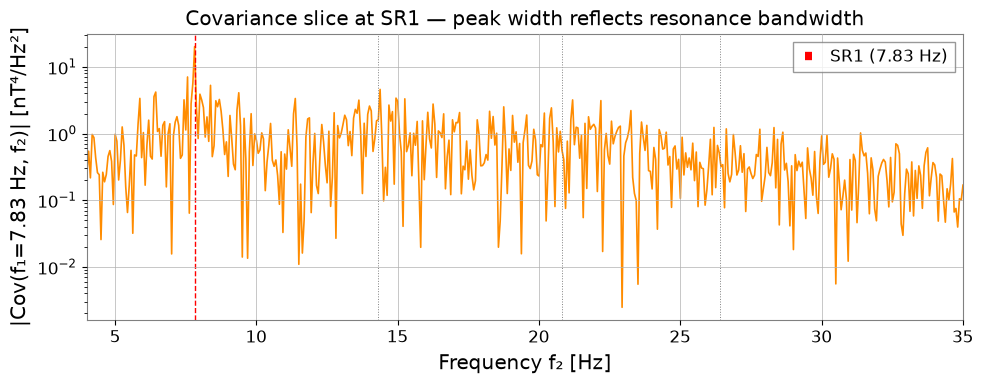 Covariance slice at SR1 — peak width reflects resonance bandwidth
|Cov(f₁=7.83 Hz, f₂)| [nT⁴/Hz²]
10¹
10⁰
10⁻¹
10⁻²
SR1 (7.83 Hz)
5 10 15 20 25 30 35
Frequency f₂ [Hz]